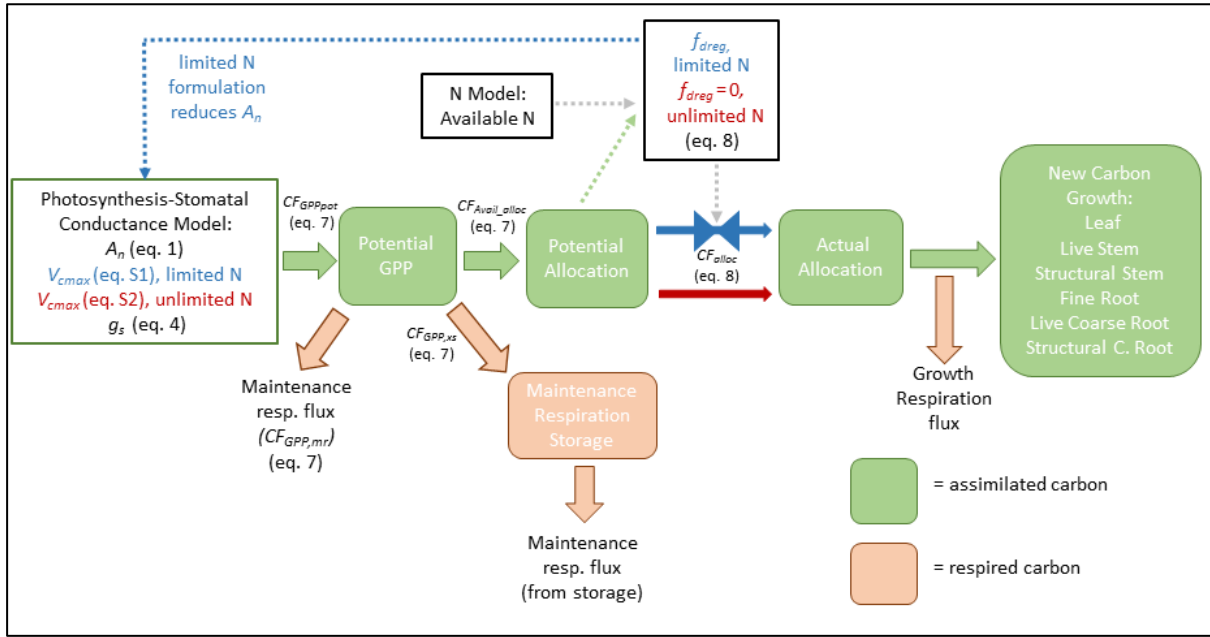 limited N
formulation
reduces An
N Model:
Available N
fdreg,
limited N
fdreg = 0,
unlimited N
(eq. 8)
Photosynthesis-Stomatal
Conductance Model:
An (eq. 1)
Vcmax (eq. S1), limited N
Vcmax (eq. S2), unlimited N
gs (eq. 4)
CFGPPpot
(eq. 7)
Potential
GPP
CFAvail_alloc
(eq. 7)
Potential
Allocation
CFalloc
(eq. 8)
Actual
Allocation
New Carbon
Growth:
Leaf
Live Stem
Structural Stem
Fine Root
Live Coarse Root
Structural C. Root
CFGPP,xs
(eq. 7)
Maintenance
resp. flux
(CFGPP,mr)
(eq. 7)
Maintenance
Respiration
Storage
Maintenance
resp. flux
(from storage)
Growth
Respiration
flux
= assimilated carbon
= respired carbon